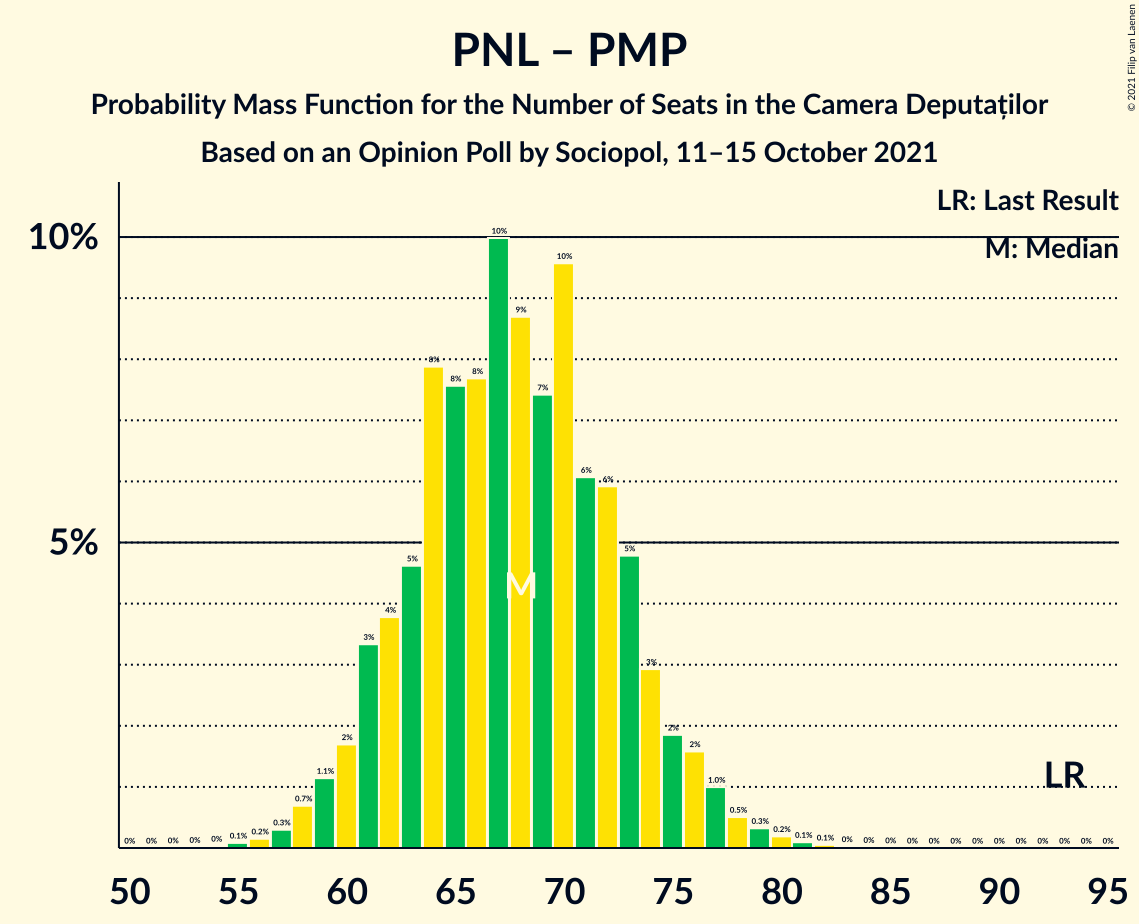 PNL – PMP
Probability Mass Function for the Number of Seats in the Camera Deputaților
Based on an Opinion Poll by Sociopol, 11–15 October 2021
© 2021 Filip van Laenen
LR: Last Result
M: Median
10%
5%
0% 0% 0% 0% 0% 0.1% 0.2% 0.3% 0.7% 1.1% 2% 3% 4% 5% 8% 8% 8% 10% 9% 7% 10% 6% 6% 5% 3% 2% 2% 1.0% 0.5% 0.3% 0.2% 0.1% 0.1% 0% 0% 0% 0% 0% 0% 0% 0% 0% 0% 0% 0% 0%
M
LR
50 55 60 65 70 75 80 85 90 95